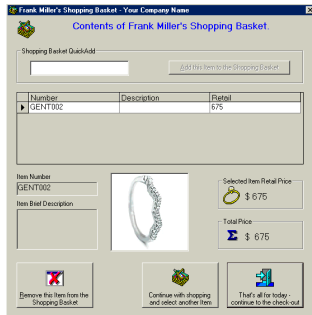 Frank Miller's Shopping Basket - Your Company Name
Contents of Frank Miller's Shopping Basket.
Shopping Basket QuickAdd
Add this Item to the Shopping Basket
Number Description Retail
GENT002 675
Item Number
GENT002
Item Brief Description
Selected Item Retail Price
$ 675
Total Price
Σ $ 675
Remove this Item from the
Shopping Basket
Continue with shopping
and select another Item
That's all for today -
continue to the check-out